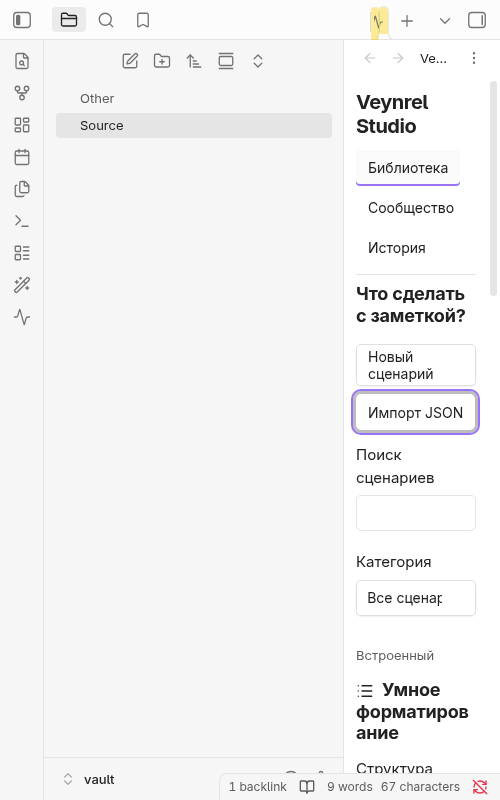 Other
Source
vault
Ve...
Veynrel
Studio
Библиотека
Сообщество
История
Что сделать
с заметкой?
Новый
сценарий
Импорт JSON
Поиск
сценариев
Категория
Все сценар
Встроенный
Умное
форматиров
ание
Структура
1 backlink
9 words
67 characters